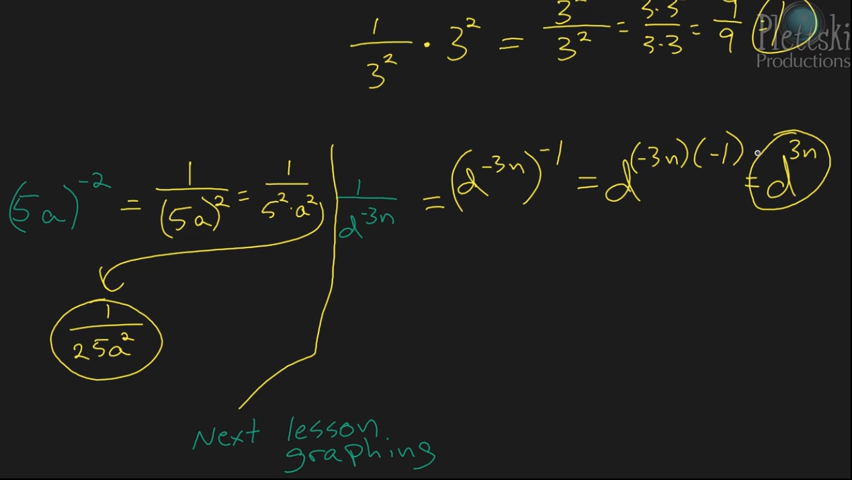 1/3² · 3² = 3²/3² = 3·3/3·3 = 9/9 = 1
Plettski
Productions
(5a)⁻² = 1/(5a)² = 1/5²·a²
1/25a²
1/d⁻³ⁿ = (d⁻³ⁿ)⁻¹ = d⁽⁻³ⁿ⁾⁽⁻¹⁾ = d³ⁿ
Next lesson
graphing